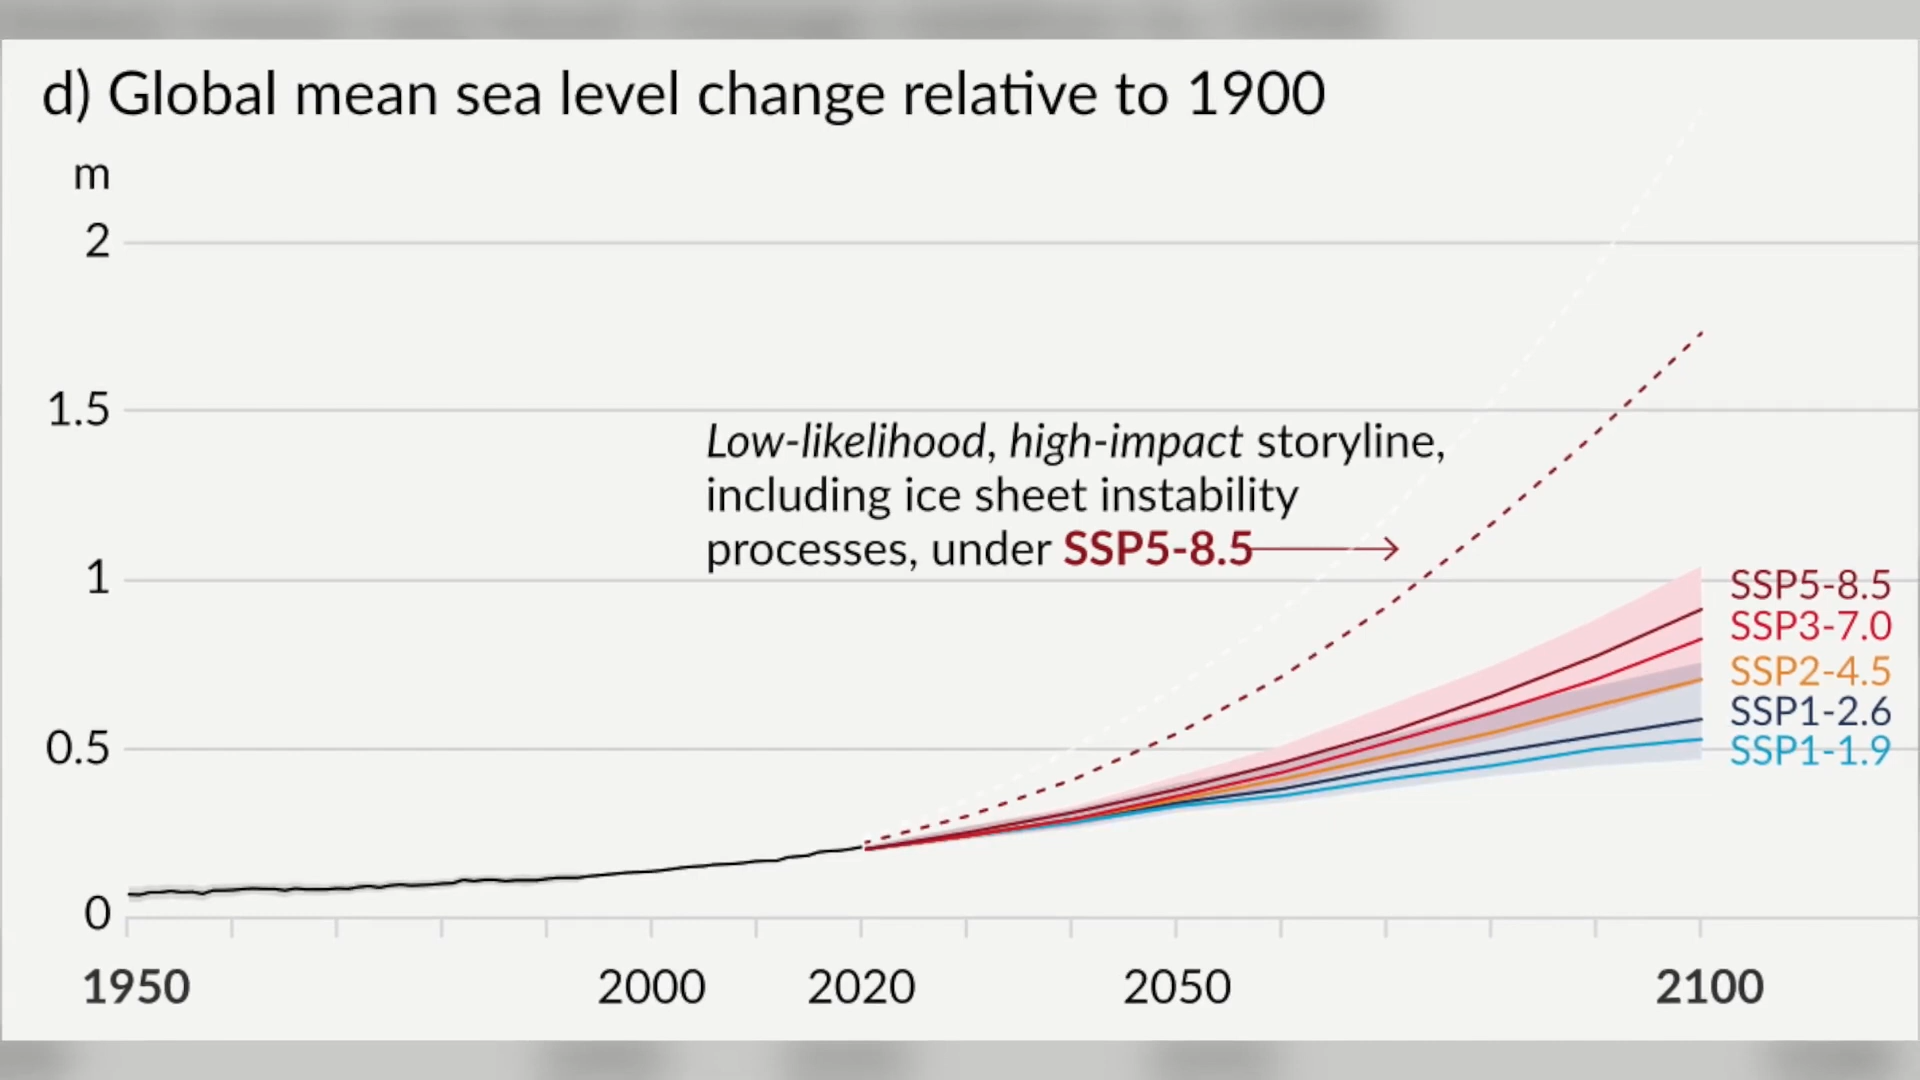 d) Global mean sea level change relative to 1900
m
2
1.5
Low-likelihood, high-impact storyline,
including ice sheet instability
processes, under SSP5-8.5
1
SSP5-8.5
SSP3-7.0
SSP2-4.5
SSP1-2.6
0.5
SSP1-1.9
0
1950 2000 2020 2050 2100